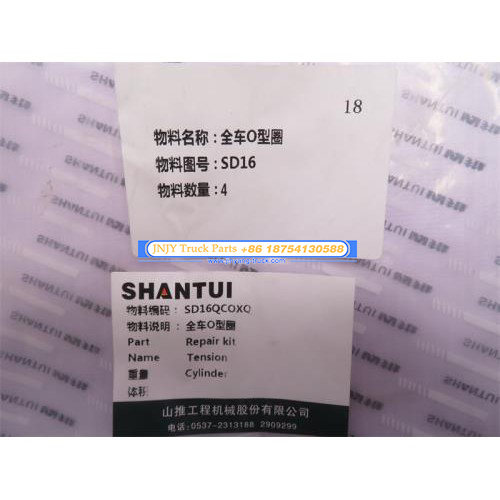 18
物料名称：全车O型圈
物料图号：SD16
物料数量：4
JNJY Truck Parts +86 18754130588
SHANTUI
物料编码： SD16QCOXQ
物料说明： 全车O型圈
Part Repair kit
Name Tension
重量 Cylinder
山推工程机械股份有限公司
电话：0537-2313188 2909299